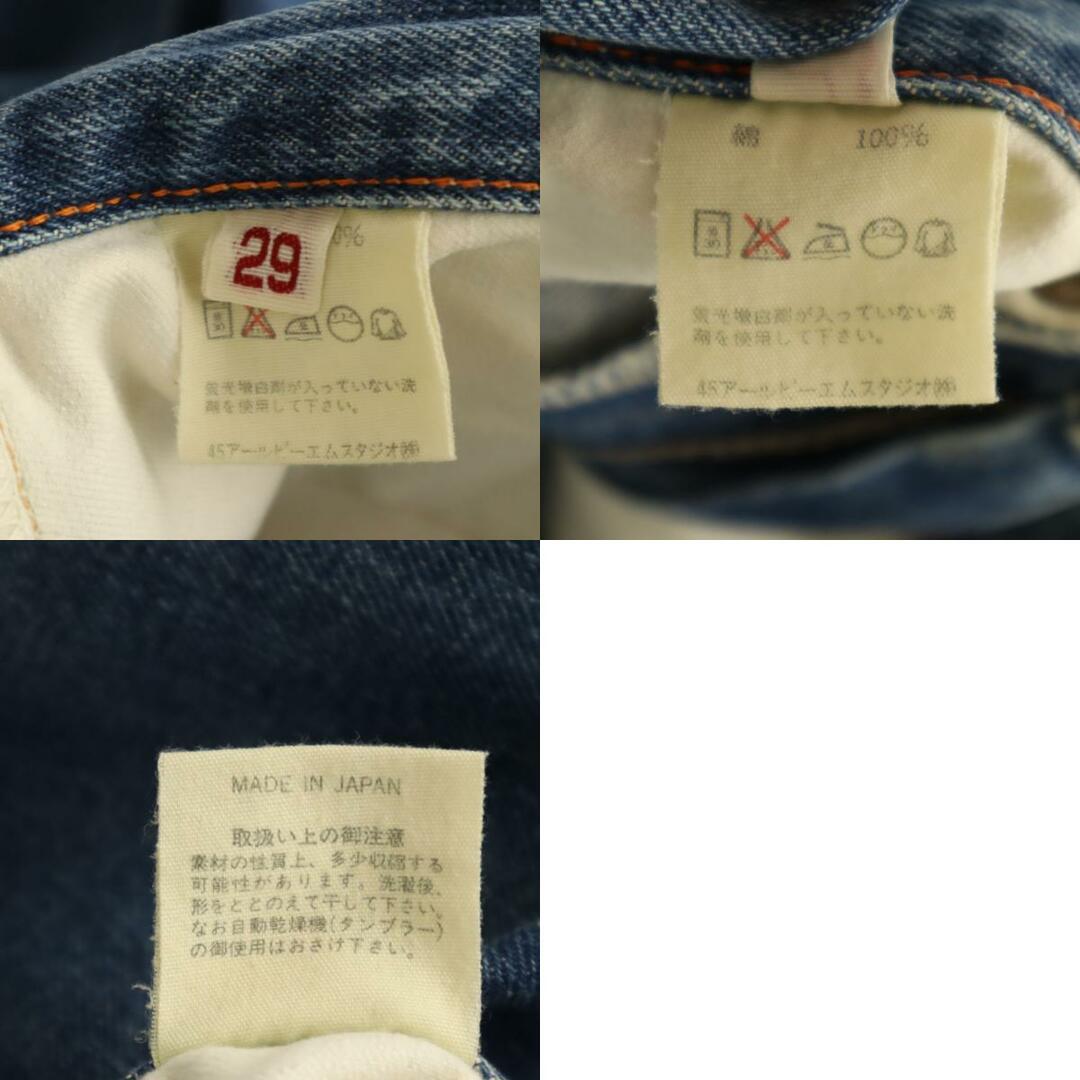 29
0%
蛍光増白剤が入っていない洗
剤を使用して下さい。
45アールピーエムスタジオ㈱
綿 100%
蛍光増白剤が入っていない洗
剤を使用して下さい。
45アールピーエムスタジオ㈱
MADE IN JAPAN
取扱い上の御注意
素材の性質上、多少収縮する
可能性があります。洗濯後、
形をととのえて干して下さい。
なお自動乾燥機(タンブラー)
の御使用はおさけ下さい。